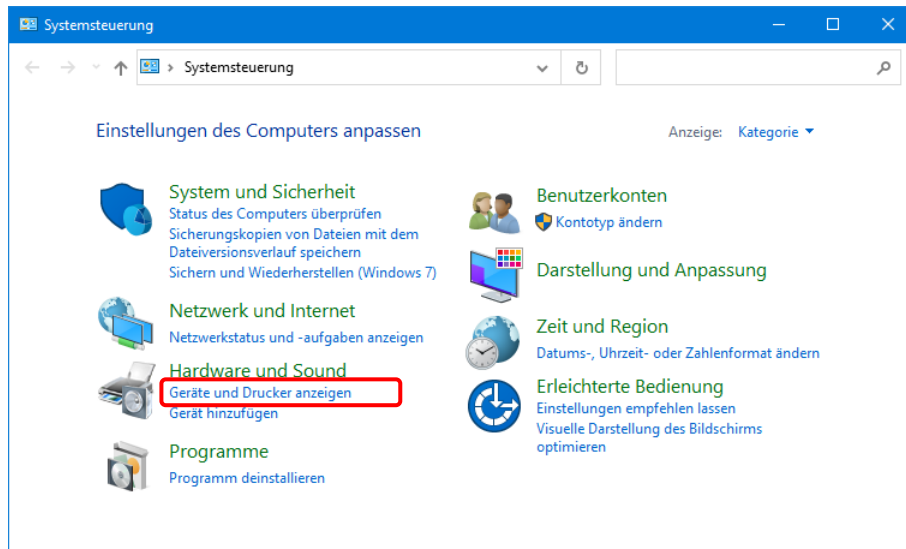 Systemsteuerung
Systemsteuerung
Einstellungen des Computers anpassen
Anzeige: Kategorie
System und Sicherheit
Status des Computers überprüfen
Sicherungskopien von Dateien mit dem
Dateiversionsverlauf speichern
Sichern und Wiederherstellen (Windows 7)
Netzwerk und Internet
Netzwerkstatus und -aufgaben anzeigen
Hardware und Sound
Geräte und Drucker anzeigen
Gerät hinzufügen
Programme
Programm deinstallieren
Benutzerkonten
Kontotyp ändern
Darstellung und Anpassung
Zeit und Region
Datums-, Uhrzeit- oder Zahlenformat ändern
Erleichterte Bedienung
Einstellungen empfehlen lassen
Visuelle Darstellung des Bildschirms
optimieren